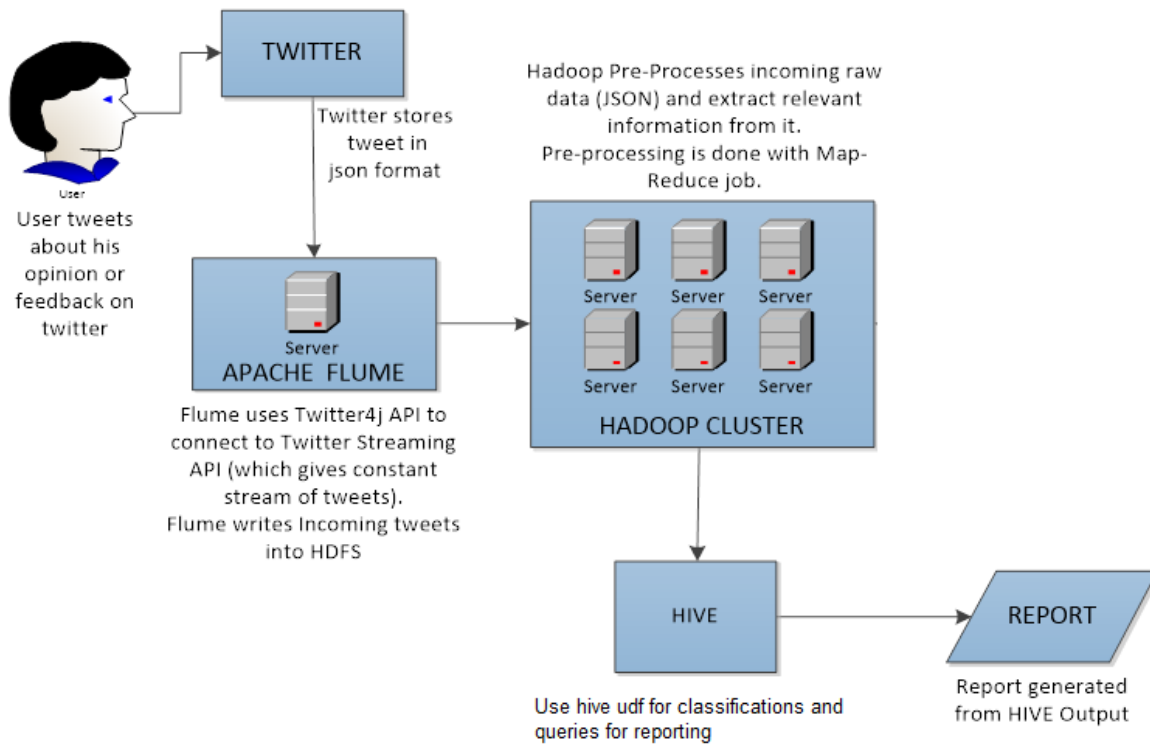 TWITTER
Twitter stores
tweet in
json format
User
User tweets
about his
opinion or
feedback on
twitter
Server
APACHE FLUME
Flume uses Twitter4j API to
connect to Twitter Streaming
API (which gives constant
stream of tweets).
Flume writes Incoming tweets
into HDFS
Hadoop Pre-Processes incoming raw
data (JSON) and extract relevant
information from it.
Pre-processing is done with Map-
Reduce job.
Server Server Server
Server Server Server
HADOOP CLUSTER
HIVE
Use hive udf for classifications and
queries for reporting
REPORT
Report generated
from HIVE Output